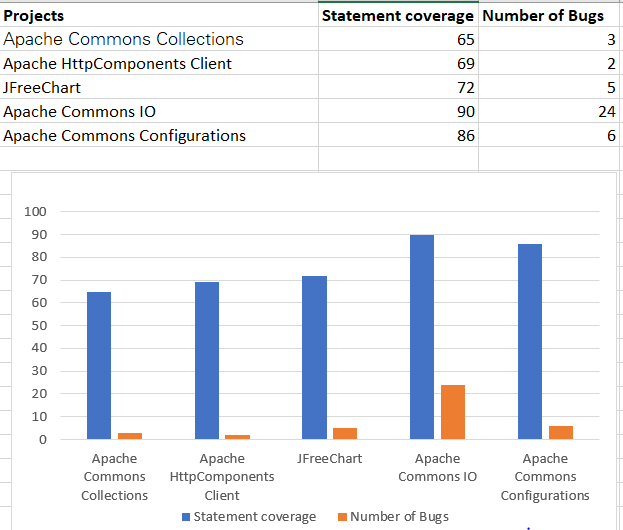 Projects Statement coverage Number of Bugs
Apache Commons Collections 65 3
Apache HttpComponents Client 69 2
JFreeChart 72 5
Apache Commons IO 90 24
Apache Commons Configurations 86 6
100
90
80
70
60
50
40
30
20
10
0
Apache Commons Collections
Apache HttpComponents Client
JFreeChart
Apache Commons IO
Apache Commons Configurations
Statement coverage Number of Bugs